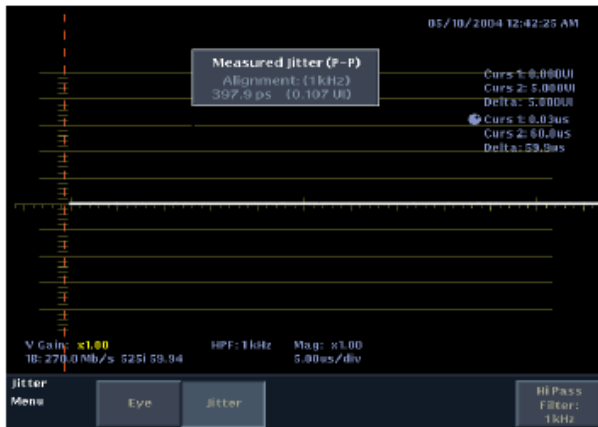 05/10/2004 12:42:25 AM
Measured Jitter (P-P)
Alignment: (1kHz)
397.9 ps (0.107 UI)
Curs 1: 0.000UI
Curs 2: 5.000UI
Delta: 5.000UI
Curs 1: 0.03us
Curs 2: 60.0us
Delta: 59.9us
V Gain: x1.00 HPF: 1kHz Mag: x1.00
18: 270.0 Mb/s 525i 59.94 5.00us/div
Jitter
Menu
Eye
Jitter
Hi Pass
Filter:
1kHz